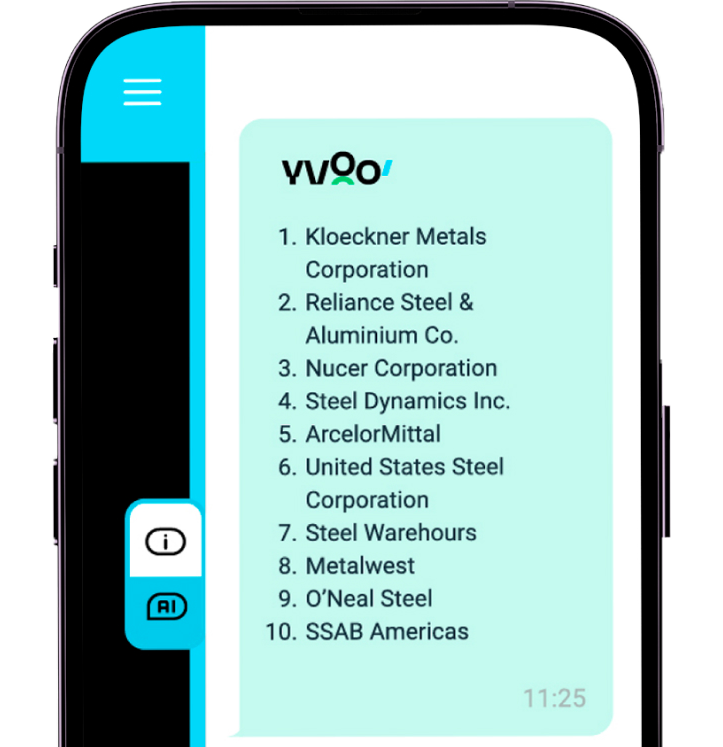 YVOO
1. Kloeckner Metals
Corporation
2. Reliance Steel &
Aluminium Co.
3. Nucer Corporation
4. Steel Dynamics Inc.
5. ArcelorMittal
6. United States Steel
Corporation
7. Steel Warehours
8. Metalwest
9. O’Neal Steel
10. SSAB Americas
i
AI
11:25